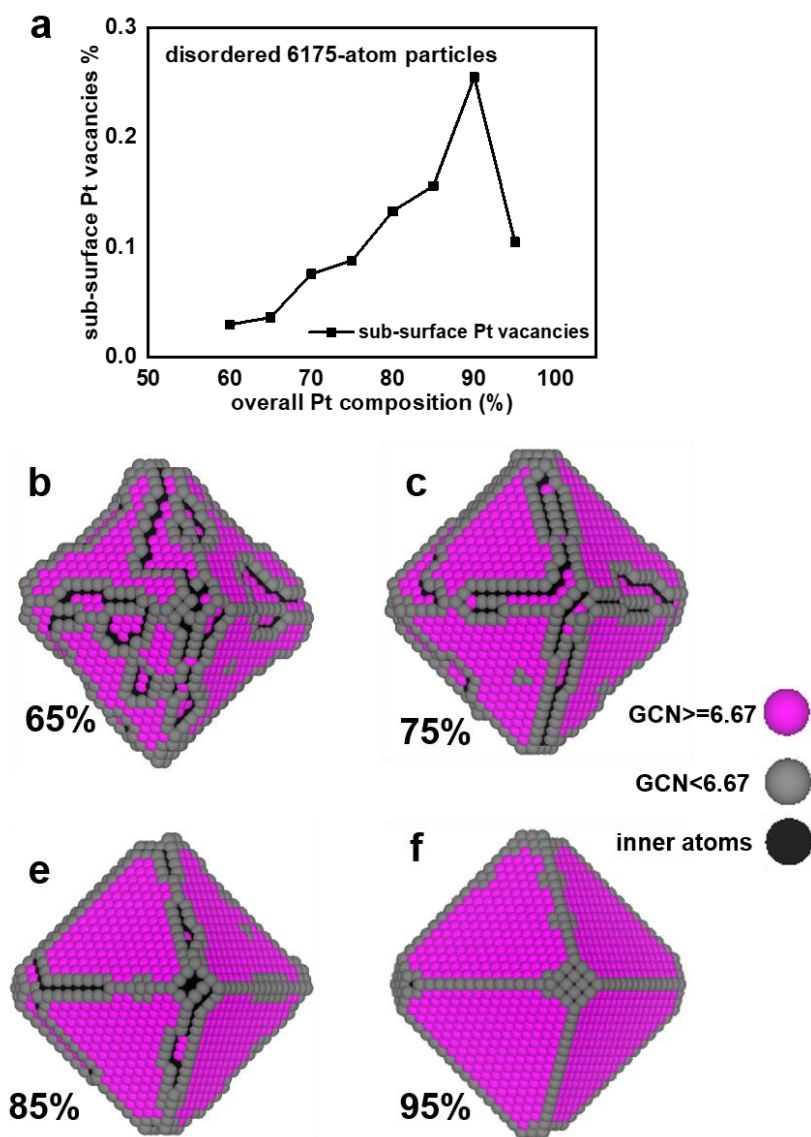 a
0.3
disordered 6175-atom particles
sub-surface Pt vacancies %
0.2
0.1
sub-surface Pt vacancies
0.0
50 60 70 80 90 100
overall Pt composition (%)
b
c
65%
75%
GCN>=6.67
GCN<6.67
inner atoms
e
f
85%
95%